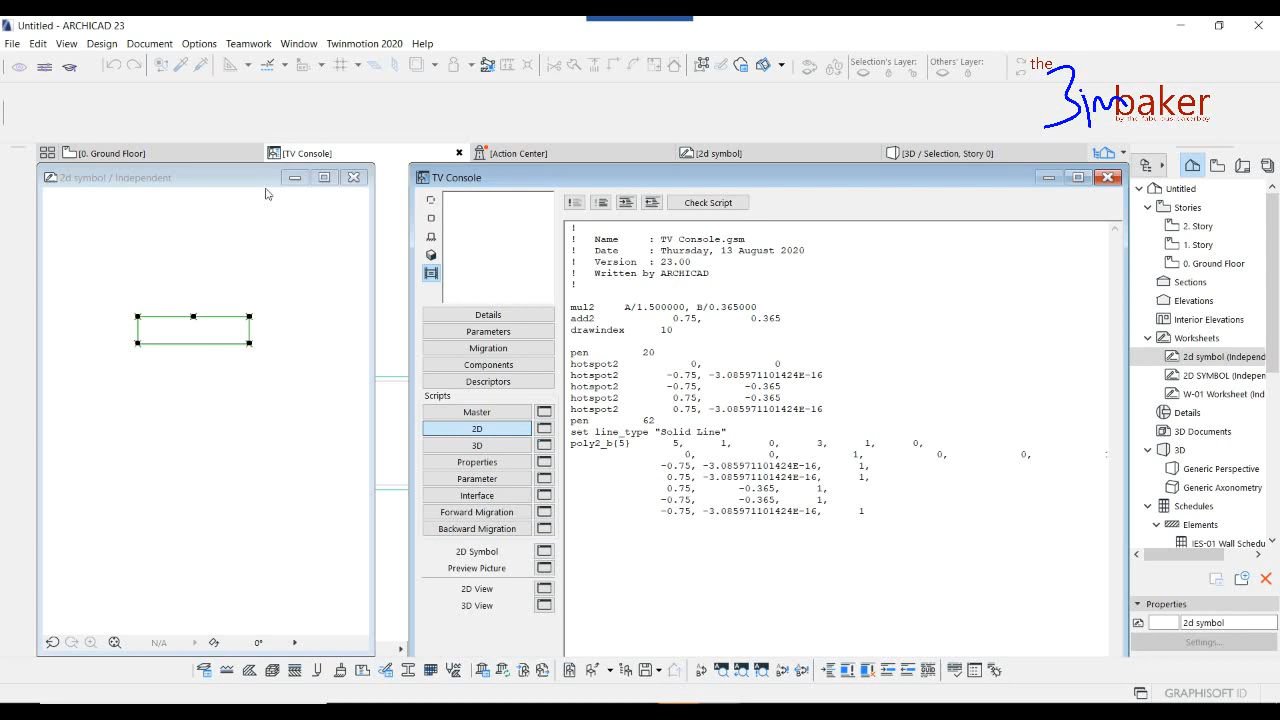 Untitled - ARCHICAD 23
File Edit View Design Document Options Teamwork Window Twinmotion 2020 Help
Selection's Layer: Others' Layer:
the
Bimbaker
by the fabulous
[0. Ground Floor] [TV Console] [Action Center] [2d symbol] [3D / Selection, Story 0]
2d symbol / Independent
N/A 0°
TV Console
Check Script
Details
Parameters
Migration
Components
Descriptors
Scripts
Master
2D
3D
Properties
Parameter
Interface
Forward Migration
Backward Migration
2D Symbol
Preview Picture
2D View
3D View
!
! Name : TV Console.gsm
! Date : Thursday, 13 August 2020
! Version : 23.00
! Written by ARCHICAD
!
mul2 A/1.500000, B/0.365000
add2 0.75, 0.365
drawindex 10
pen 20
hotspot2 0, 0
hotspot2 -0.75, -3.085971101424E-16
hotspot2 -0.75, -0.365
hotspot2 0.75, -0.365
hotspot2 0.75, -3.085971101424E-16
pen 62
set line_type "Solid Line"
poly2_b{5} 5, 1, 0, 3, 1, 0,
0, 0, 1, 0, 0,
-0.75, -3.085971101424E-16, 1,
0.75, -3.085971101424E-16, 1,
0.75, -0.365, 1,
-0.75, -0.365, 1,
-0.75, -3.085971101424E-16, 1
Untitled
Stories
2. Story
1. Story
0. Ground Floor
Sections
Elevations
Interior Elevations
Worksheets
2d symbol (Independ
2D SYMBOL (Indepen
W-01 Worksheet (Ind
Details
3D Documents
3D
Generic Perspective
Generic Axonometry
Schedules
Elements
IES-01 Wall Schedu
Properties
2d symbol
Settings...
GRAPHISOFT ID